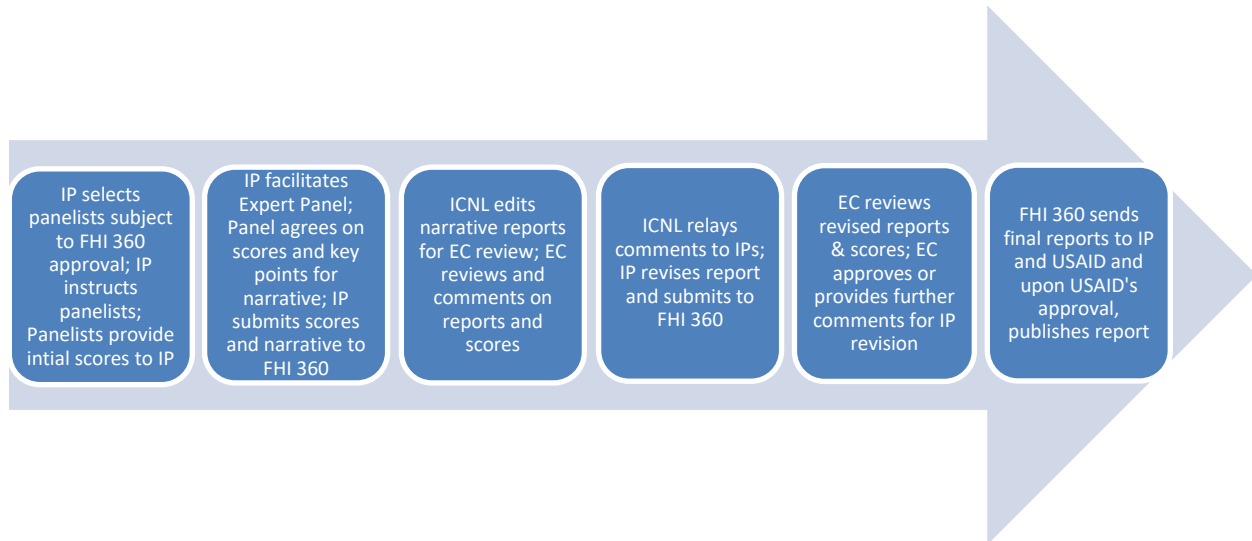 IP selects
panelists subject
to FHI 360
approval; IP
instructs
panelists;
Panelists provide
intial scores to IP
IP facilitates
Expert Panel;
Panel agrees on
scores and key
points for
narrative; IP
submits scores
and narrative to
FHI 360
ICNL edits
narrative reports
for EC review; EC
reviews and
comments on
reports and
scores
ICNL relays
comments to IPs;
IP revises report
and submits to
FHI 360
EC reviews
revised reports
& scores; EC
approves or
provides further
comments for IP
revision
FHI 360 sends
final reports to IP
and USAID and
upon USAID's
approval,
publishes report